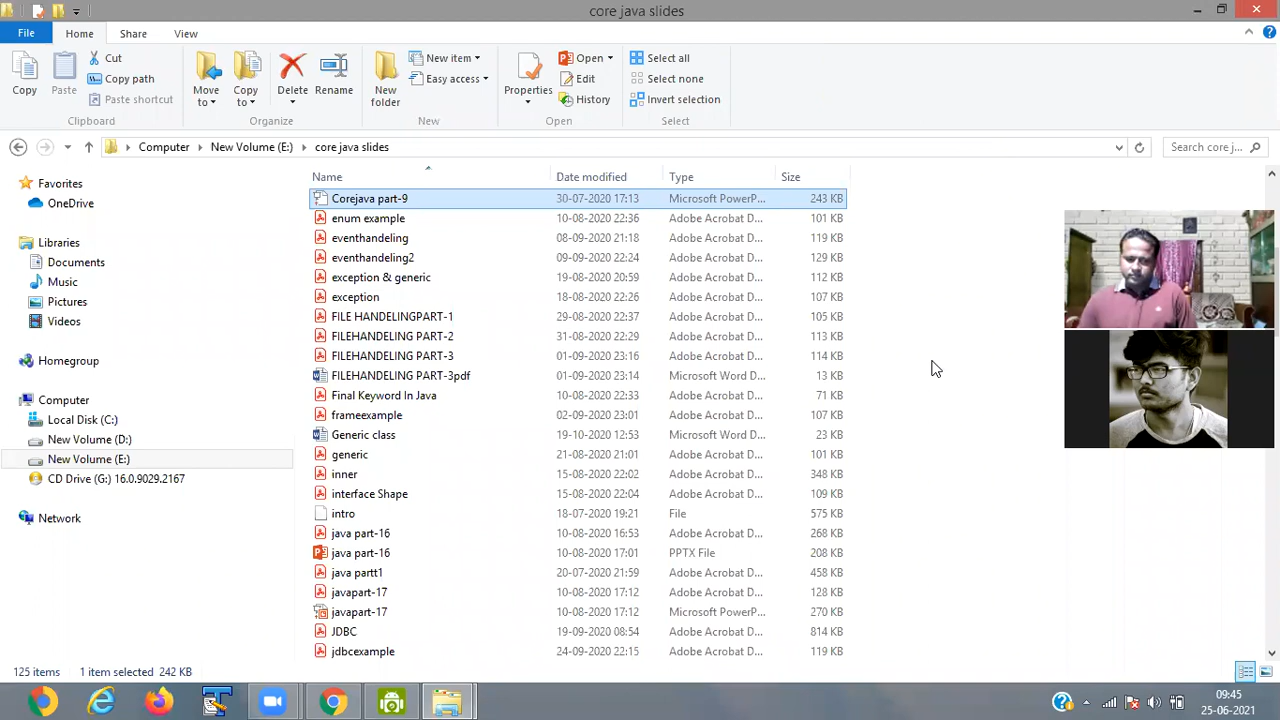 core java slides
File Home Share View
Copy Paste Cut Copy path Paste shortcut Move to Copy to Delete Rename New folder New item Easy access Properties Open Edit History Select all Select none Invert selection
Clipboard Organize New Open Select
Computer New Volume (E:) core java slides Search core j...
Name Date modified Type Size
Favorites
OneDrive
Libraries
Documents
Music
Pictures
Videos
Homegroup
Computer
Local Disk (C:)
New Volume (D:)
New Volume (E:)
CD Drive (G:) 16.0.9029.2167
Network
Corejava part-9 30-07-2020 17:13 Microsoft PowerP... 243 KB
enum example 10-08-2020 22:36 Adobe Acrobat D... 101 KB
eventhandeling 08-09-2020 21:18 Adobe Acrobat D... 119 KB
eventhandeling2 09-09-2020 22:24 Adobe Acrobat D... 129 KB
exception & generic 19-08-2020 20:59 Adobe Acrobat D... 112 KB
exception 18-08-2020 22:26 Adobe Acrobat D... 107 KB
FILE HANDELINGPART-1 29-08-2020 22:37 Adobe Acrobat D... 105 KB
FILEHANDELING PART-2 31-08-2020 22:29 Adobe Acrobat D... 113 KB
FILEHANDELING PART-3 01-09-2020 23:16 Adobe Acrobat D... 114 KB
FILEHANDELING PART-3pdf 01-09-2020 23:14 Microsoft Word D... 13 KB
Final Keyword In Java 10-08-2020 22:33 Adobe Acrobat D... 71 KB
frameexample 02-09-2020 23:01 Adobe Acrobat D... 107 KB
Generic class 19-10-2020 12:53 Microsoft Word D... 23 KB
generic 21-08-2020 21:01 Adobe Acrobat D... 101 KB
inner 15-08-2020 22:02 Adobe Acrobat D... 348 KB
interface Shape 15-08-2020 22:04 Adobe Acrobat D... 109 KB
intro 18-07-2020 19:21 File 575 KB
java part-16 10-08-2020 16:53 Adobe Acrobat D... 268 KB
java part-16 10-08-2020 17:01 PPTX File 208 KB
java partt1 20-07-2020 21:59 Adobe Acrobat D... 458 KB
javapart-17 10-08-2020 17:12 Adobe Acrobat D... 128 KB
javapart-17 10-08-2020 17:12 Microsoft PowerP... 270 KB
JDBC 19-09-2020 08:54 Adobe Acrobat D... 814 KB
jdbcexample 24-09-2020 22:15 Adobe Acrobat D... 119 KB
125 items 1 item selected 242 KB
09:45
25-06-2021